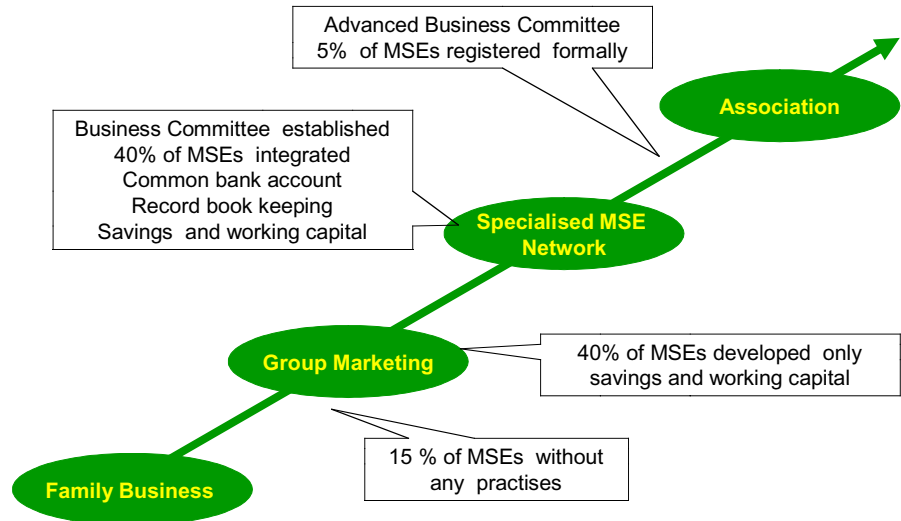 Advanced Business Committee
5% of MSEs registered formally
Association
Business Committee established
40% of MSEs integrated
Common bank account
Record book keeping
Savings and working capital
Specialised MSE
Network
Group Marketing
40% of MSEs developed only
savings and working capital
15 % of MSEs without
any practises
Family Business